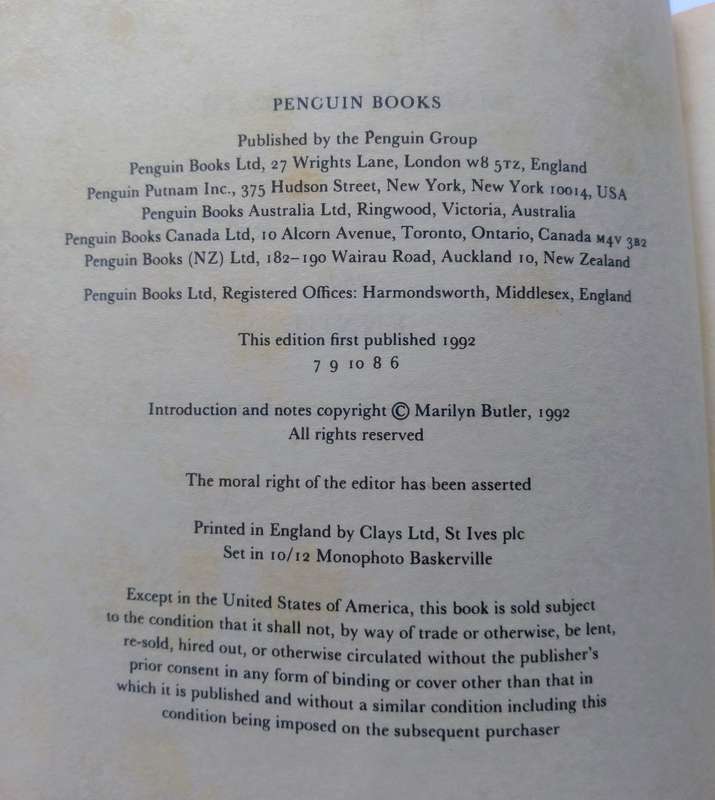 PENGUIN BOOKS
Published by the Penguin Group
Penguin Books Ltd, 27 Wrights Lane, London W8 5TZ, England
Penguin Putnam Inc., 375 Hudson Street, New York, New York 10014, USA
Penguin Books Australia Ltd, Ringwood, Victoria, Australia
Penguin Books Canada Ltd, 10 Alcorn Avenue, Toronto, Ontario, Canada M4V 3B2
Penguin Books (NZ) Ltd, 182–190 Wairau Road, Auckland 10, New Zealand
Penguin Books Ltd, Registered Offices: Harmondsworth, Middlesex, England
This edition first published 1992
7 9 10 8 6
Introduction and notes copyright © Marilyn Butler, 1992
All rights reserved
The moral right of the editor has been asserted
Printed in England by Clays Ltd, St Ives plc
Set in 10/12 Monophoto Baskerville
Except in the United States of America, this book is sold subject
to the condition that it shall not, by way of trade or otherwise, be lent,
re-sold, hired out, or otherwise circulated without the publisher's
prior consent in any form of binding or cover other than that in
which it is published and without a similar condition including this
condition being imposed on the subsequent purchaser